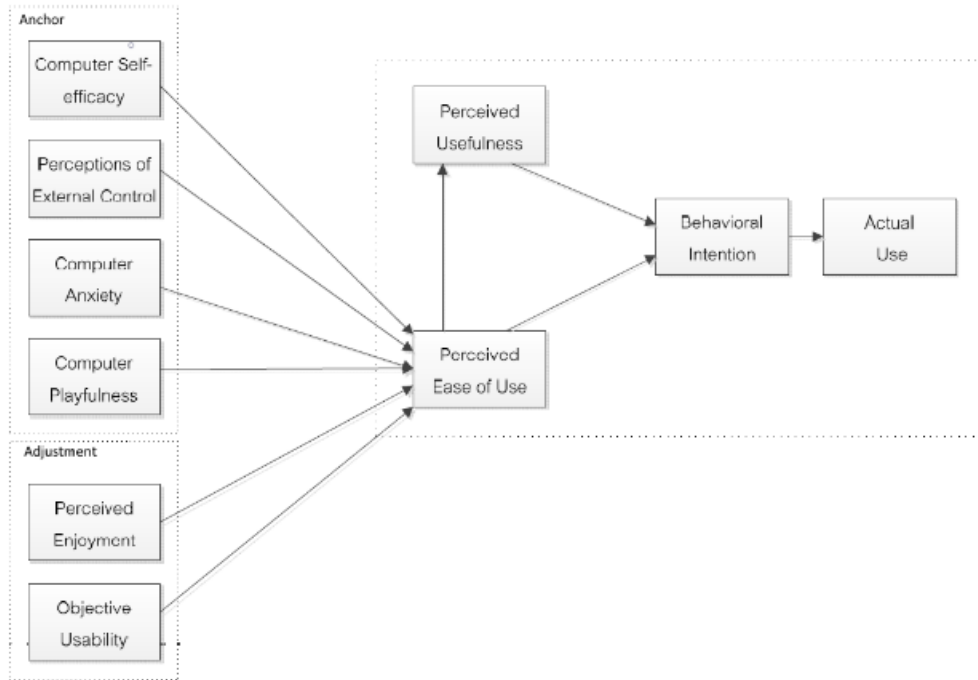 Anchor
Computer Self-
efficacy
Perceptions of
External Control
Computer
Anxiety
Computer
Playfulness
Adjustment
Perceived
Enjoyment
Objective
Usability
Perceived
Usefulness
Perceived
Ease of Use
Behavioral
Intention
Actual
Use